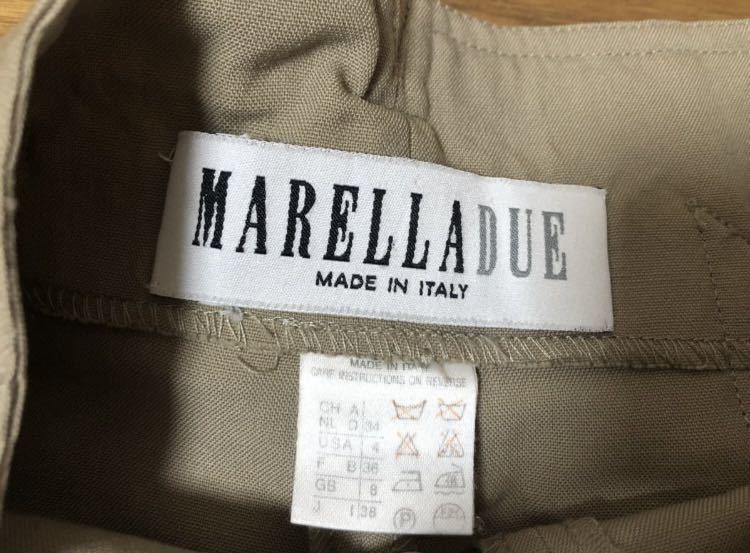 MARELLADUE
MADE IN ITALY
MADE IN ITALY
CARE INSTRUCTIONS ON REVERSE
CH A
NL D 34
USA 4
F B 36
GB 8
J I 38
P